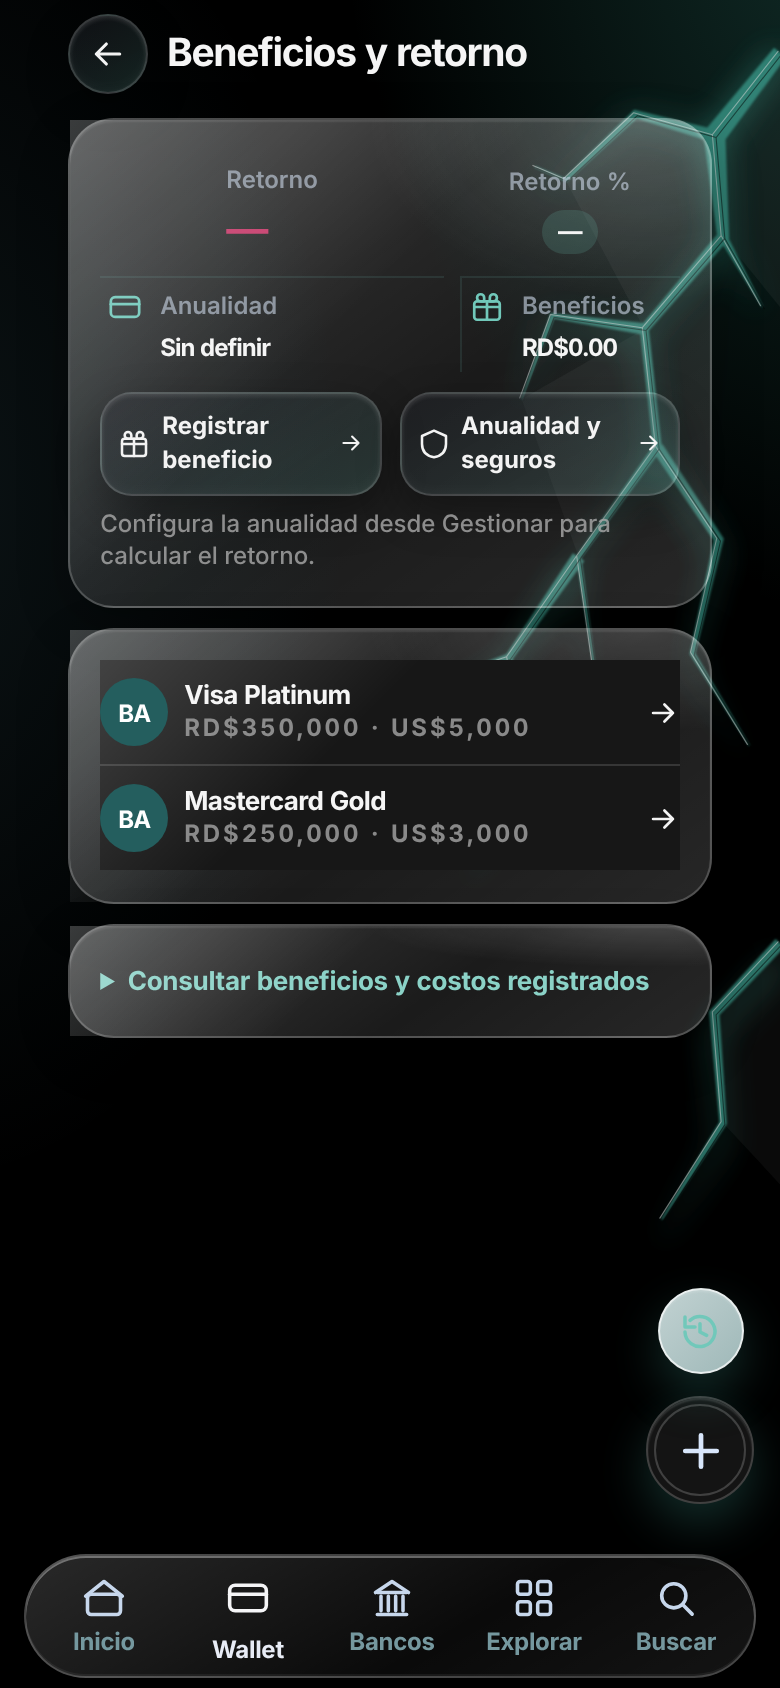 Beneficios y retorno
Retorno
Retorno %
—
—
Anualidad
Sin definir
Beneficios
RD$0.00
Registrar
beneficio
Anualidad y
seguros
Configura la anualidad desde Gestionar para
calcular el retorno.
BA
Visa Platinum
RD$350,000 · US$5,000
BA
Mastercard Gold
RD$250,000 · US$3,000
Consultar beneficios y costos registrados
Inicio
Wallet
Bancos
Explorar
Buscar